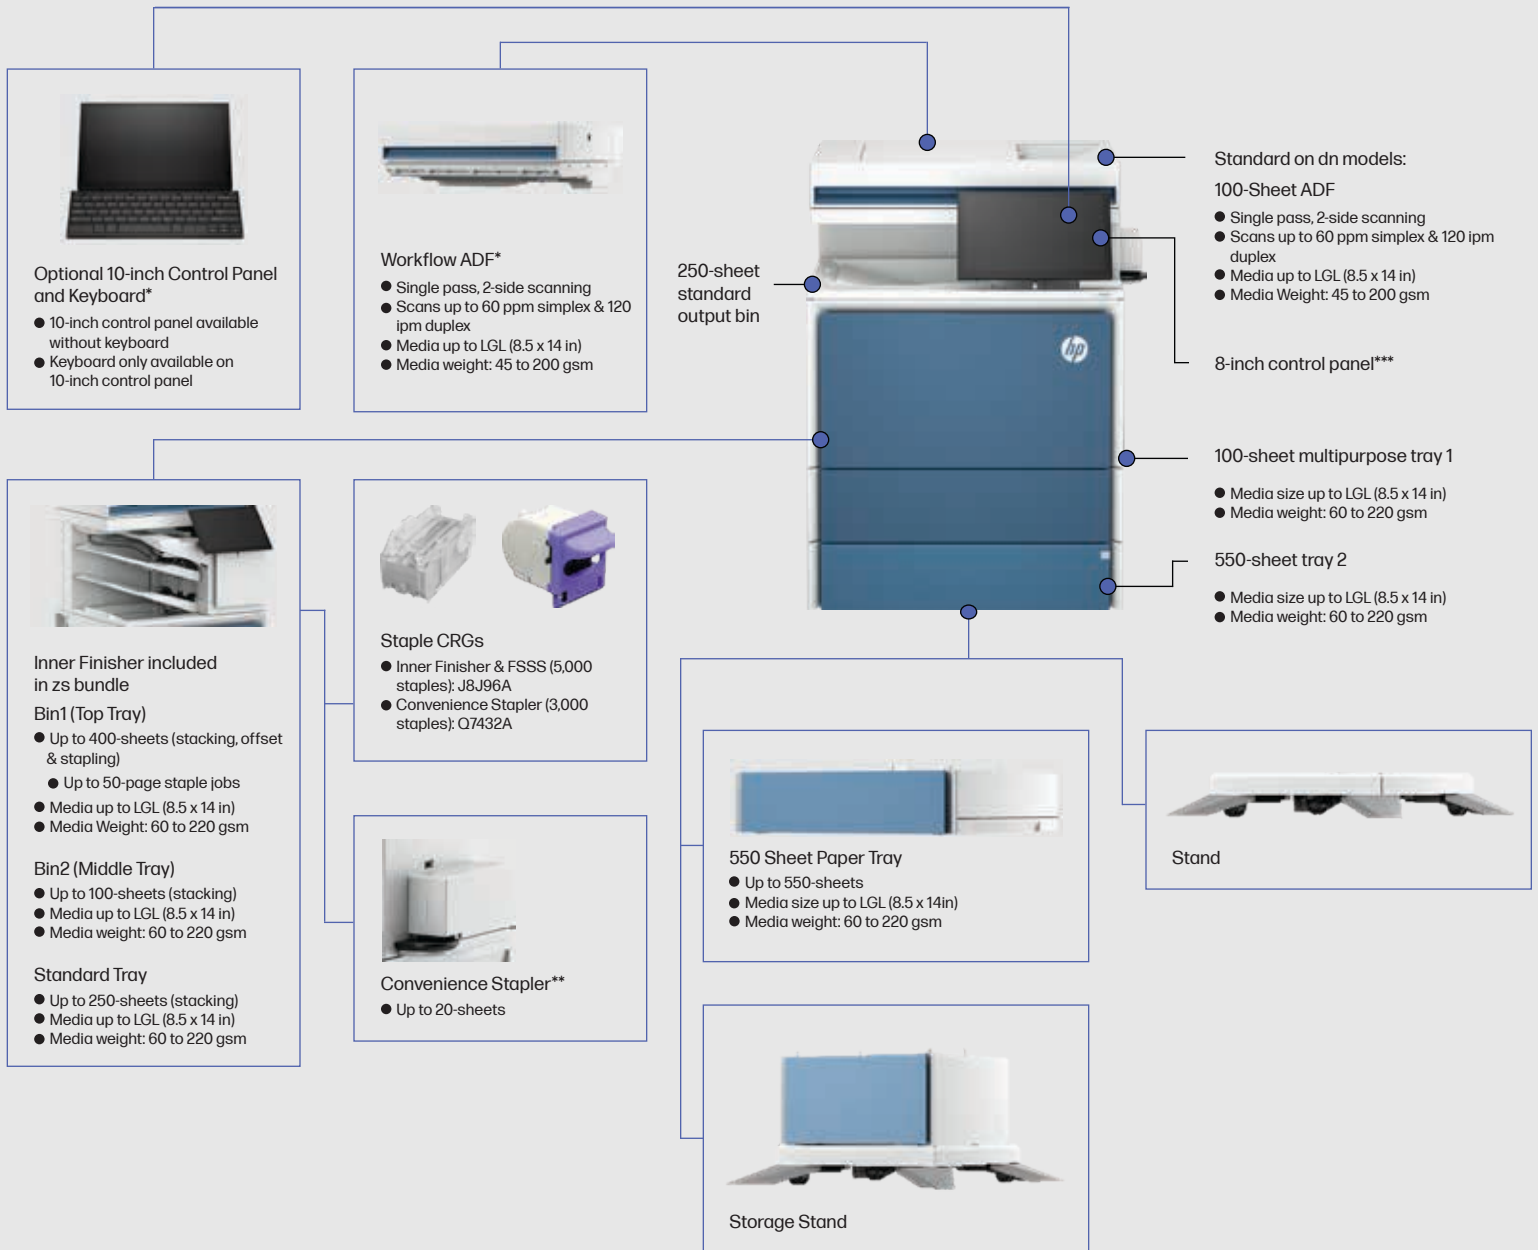 Optional 10-inch Control Panel
and Keyboard*
● 10-inch control panel available
without keyboard
● Keyboard only available on
10-inch control panel
Workflow ADF*
● Single pass, 2-side scanning
● Scans up to 60 ppm simplex & 120
ipm duplex
● Media up to LGL (8.5 x 14 in)
● Media weight: 45 to 200 gsm
250-sheet
standard
output bin
hp
Standard on dn models:
100-Sheet ADF
● Single pass, 2-side scanning
● Scans up to 60 ppm simplex & 120 ipm
duplex
● Media up to LGL (8.5 x 14 in)
● Media Weight: 45 to 200 gsm
8-inch control panel***
100-sheet multipurpose tray 1
● Media size up to LGL (8.5 x 14 in)
● Media weight: 60 to 220 gsm
550-sheet tray 2
● Media size up to LGL (8.5 x 14 in)
● Media weight: 60 to 220 gsm
Inner Finisher included
in zs bundle
Bin1 (Top Tray)
● Up to 400-sheets (stacking, offset
& stapling)
● Up to 50-page staple jobs
● Media up to LGL (8.5 x 14 in)
● Media Weight: 60 to 220 gsm
Bin2 (Middle Tray)
● Up to 100-sheets (stacking)
● Media up to LGL (8.5 x 14 in)
● Media weight: 60 to 220 gsm
Standard Tray
● Up to 250-sheets (stacking)
● Media up to LGL (8.5 x 14 in)
● Media weight: 60 to 220 gsm
Staple CRGs
● Inner Finisher & FSSS (5,000
staples): J8J96A
● Convenience Stapler (3,000
staples): Q7432A
Convenience Stapler**
● Up to 20-sheets
550 Sheet Paper Tray
● Up to 550-sheets
● Media size up to LGL (8.5 x 14in)
● Media weight: 60 to 220 gsm
Stand
Storage Stand